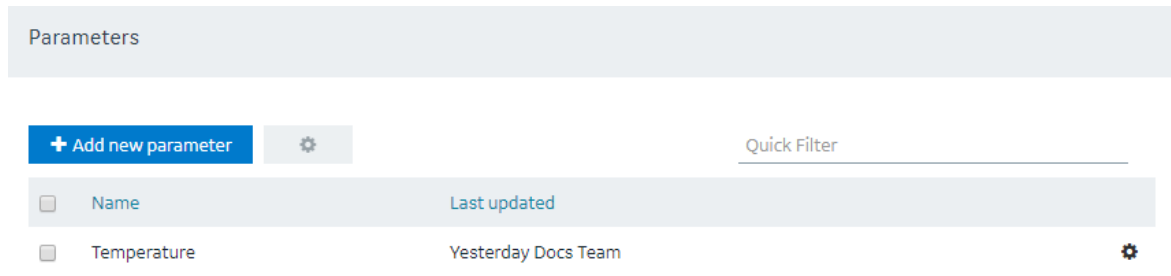 Parameters
Add new parameter
Quick Filter
Name Last updated
Temperature Yesterday Docs Team